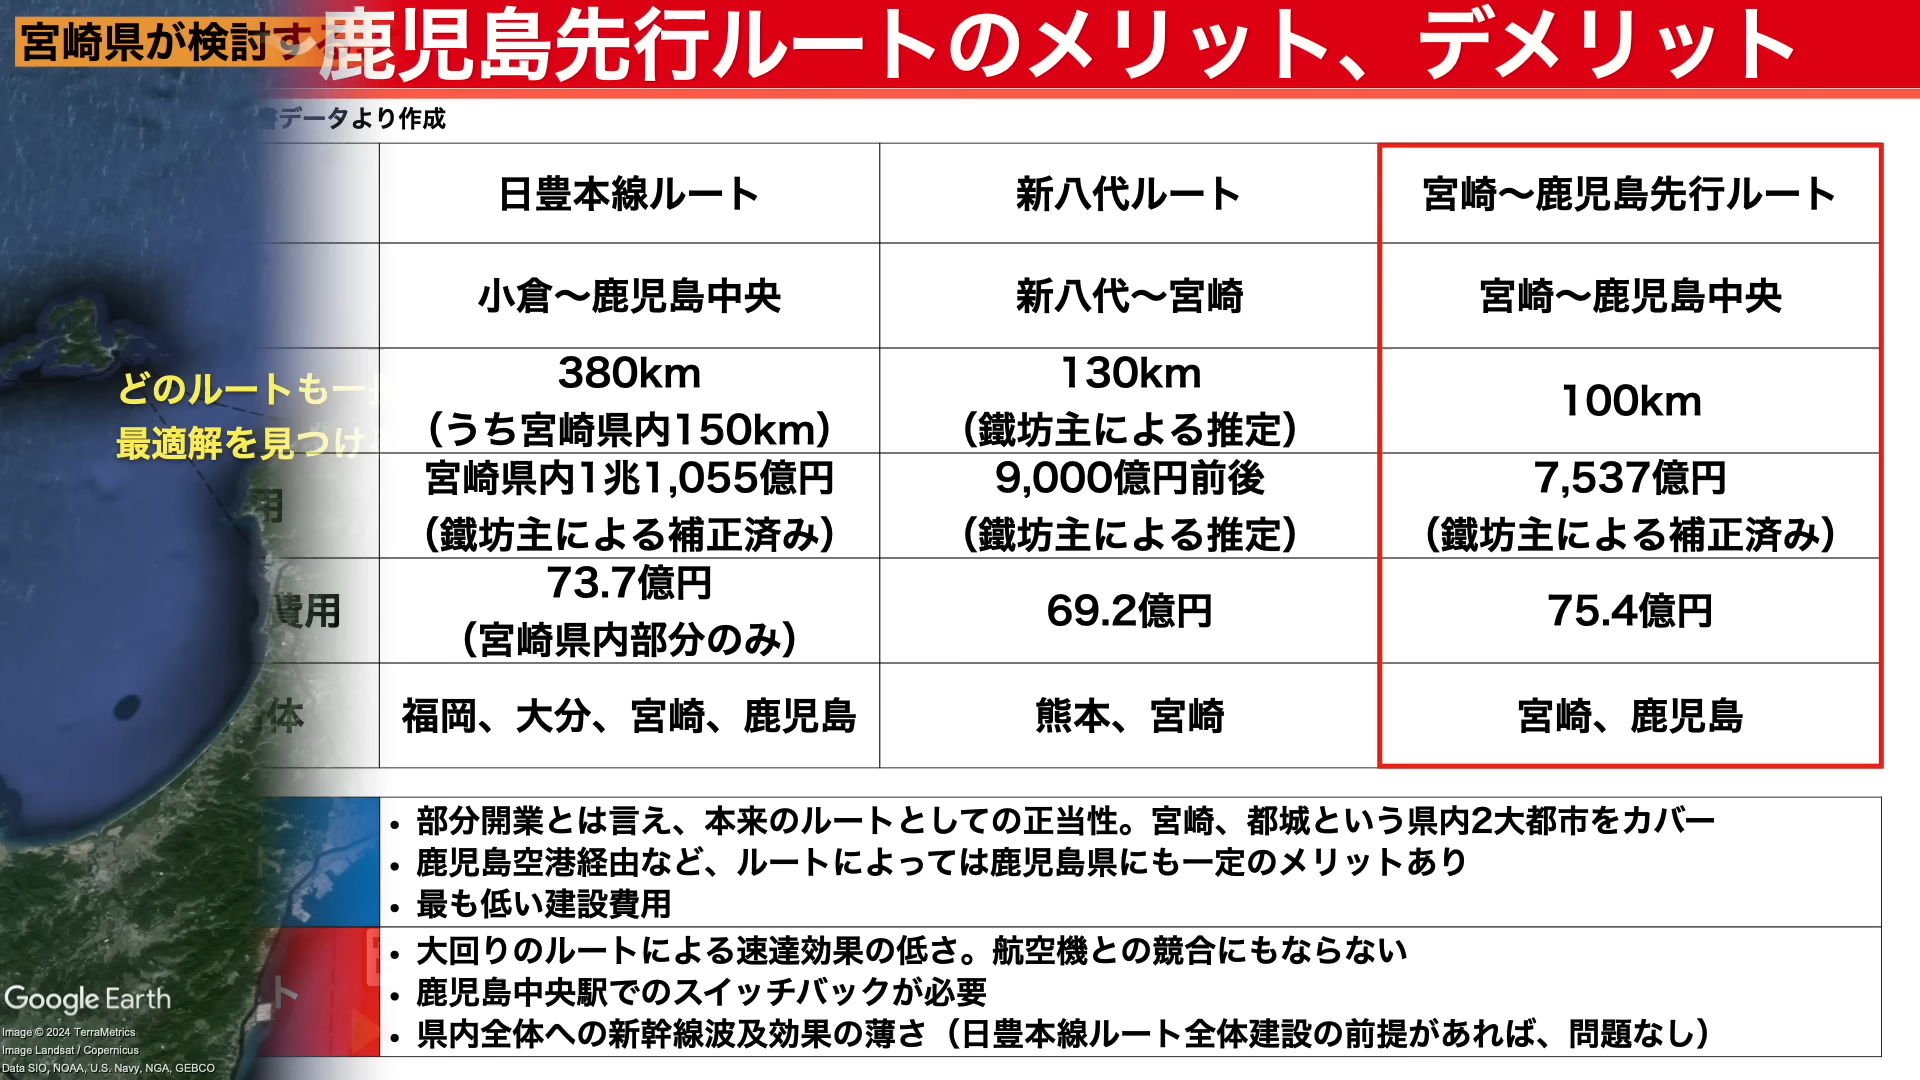 宮崎県が検討す
鹿児島先行ルートのメリット、デメリット
書データより作成
日豊本線ルート
新八代ルート
宮崎〜鹿児島先行ルート
小倉〜鹿児島中央
新八代〜宮崎
宮崎〜鹿児島中央
380km
（うち宮崎県内150km）
130km
（鐵坊主による推定）
100km
どのルートも一長
最適解を見つけ
用
宮崎県内1兆1,055億円
（鐵坊主による補正済み）
9,000億円前後
（鐵坊主による推定）
7,537億円
（鐵坊主による補正済み）
費用
73.7億円
（宮崎県内部分のみ）
69.2億円
75.4億円
体
福岡、大分、宮崎、鹿児島
熊本、宮崎
宮崎、鹿児島
• 部分開業とは言え、本来のルートとしての正当性。宮崎、都城という県内2大都市をカバー
• 鹿児島空港経由など、ルートによっては鹿児島県にも一定のメリットあり
• 最も低い建設費用
ト
• 大回りのルートによる速達効果の低さ。航空機との競合にもならない
• 鹿児島中央駅でのスイッチバックが必要
• 県内全体への新幹線波及効果の薄さ（日豊本線ルート全体建設の前提があれば、問題なし）
Google Earth
Image © 2024 TerraMetrics
Image Landsat / Copernicus
Data SIO, NOAA, U.S. Navy, NGA, GEBCO